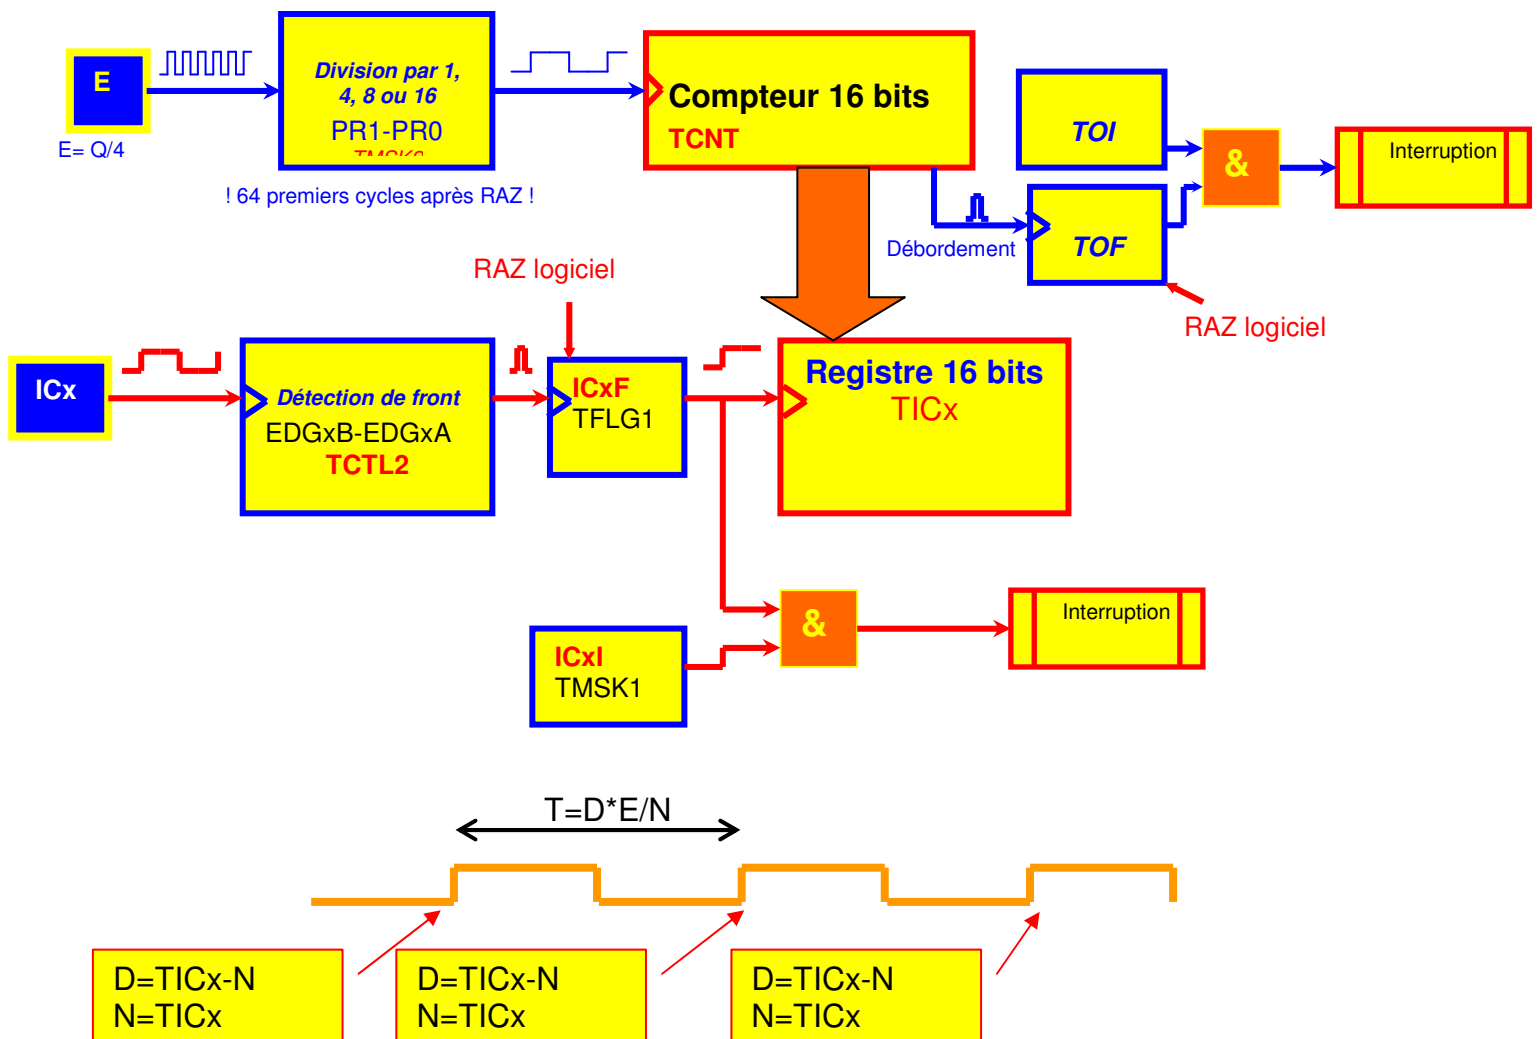 E
E= Q/4
Division par 1,
4, 8 ou 16
PR1-PR0
! 64 premiers cycles après RAZ !
Compteur 16 bits
TCNT
TOI
&
Interruption
Débordement
TOF
RAZ logiciel
RAZ logiciel
ICx
Détection de front
EDGxB-EDGxA
TCTL2
ICxF
TFLG1
Registre 16 bits
TICx
ICxI
TMSK1
&
Interruption
T=D*E/N
D=TICx-N
N=TICx
D=TICx-N
N=TICx
D=TICx-N
N=TICx